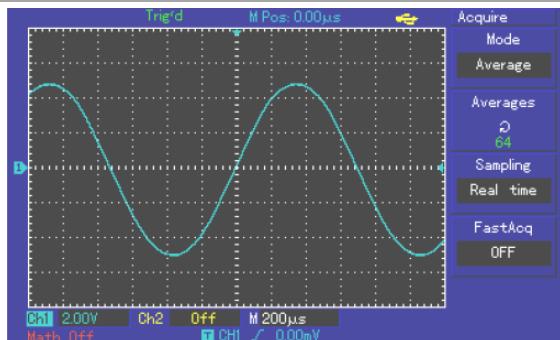 Trig'd M Pos: 0.00µs Acquire
Mode
Average
Averages
64
Sampling
Real time
FastAcq
OFF
1
Ch1 2.00V Ch2 Off M 200µs
Math Off T CH1 0.00mV